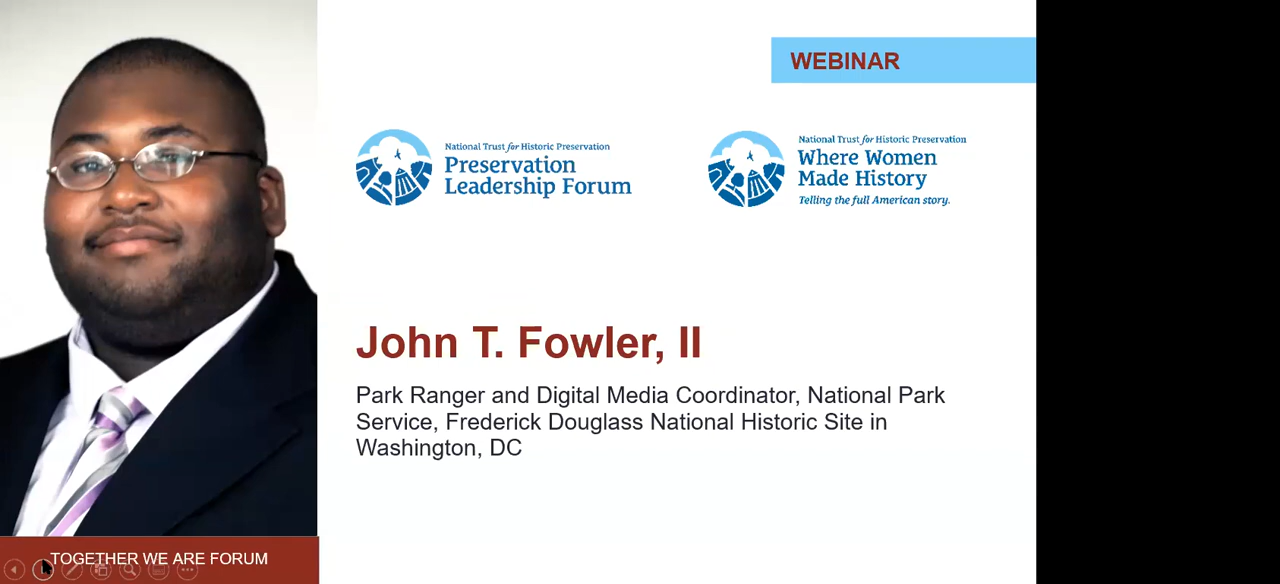 WEBINAR
National Trust for Historic Preservation
Preservation
Leadership Forum
National Trust for Historic Preservation
Where Women
Made History
Telling the full American story.
John T. Fowler, II
Park Ranger and Digital Media Coordinator, National Park
Service, Frederick Douglass National Historic Site in
Washington, DC
TOGETHER WE ARE FORUM